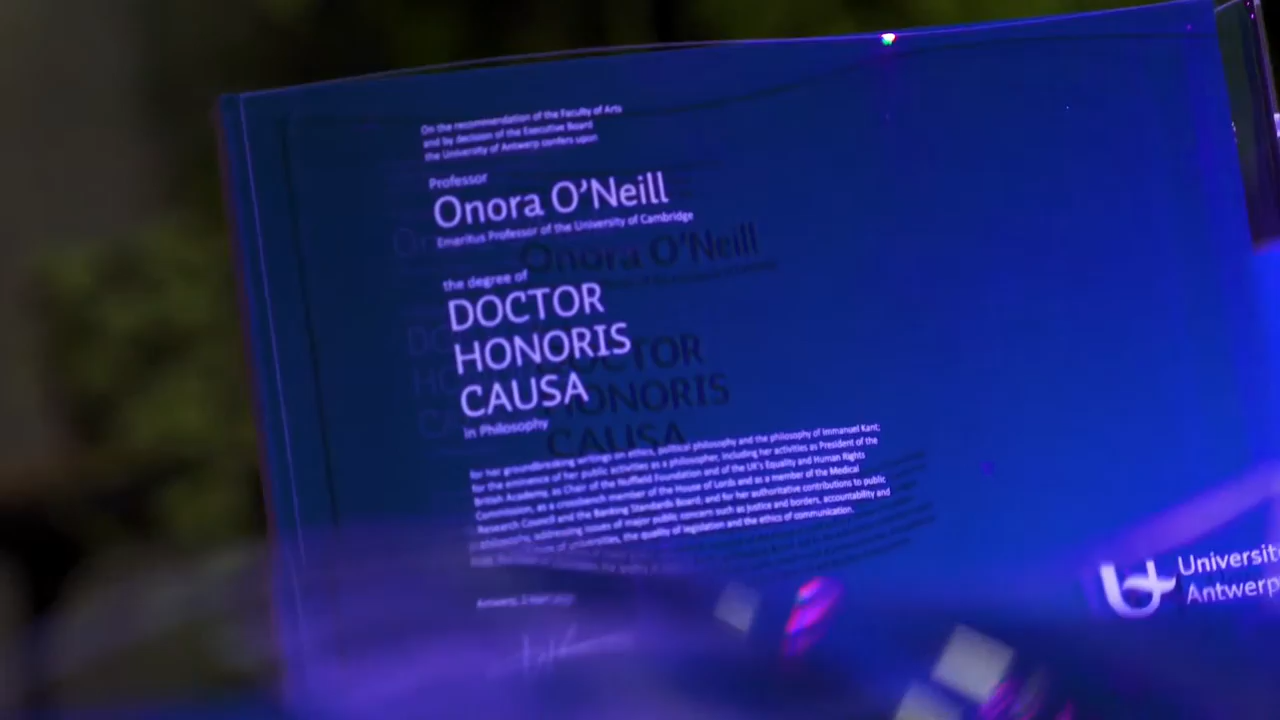 On the recommendation of the Faculty of Arts
and by decision of the Executive Board
the University of Antwerp confers upon
Professor
Onora O'Neill
Emeritus Professor of the University of Cambridge
the degree of
DOCTOR
HONORIS
CAUSA
in Philosophy
for her groundbreaking writings on ethics, political philosophy and the philosophy of Immanuel Kant;
for the eminence of her public activities as a philosopher, including her activities as President of the
British Academy, as Chair of the Nuffield Foundation and of the UK's Equality and Human Rights
Commission, as a crossbench member of the House of Lords and as a member of the Medical
Research Council and the Banking Standards Board; and for her authoritative contributions to public
philosophy, addressing issues of major public concern such as justice and borders, accountability and
of universities, the quality of legislation and the ethics of communication.
Antwerp,
Universit
Antwerp